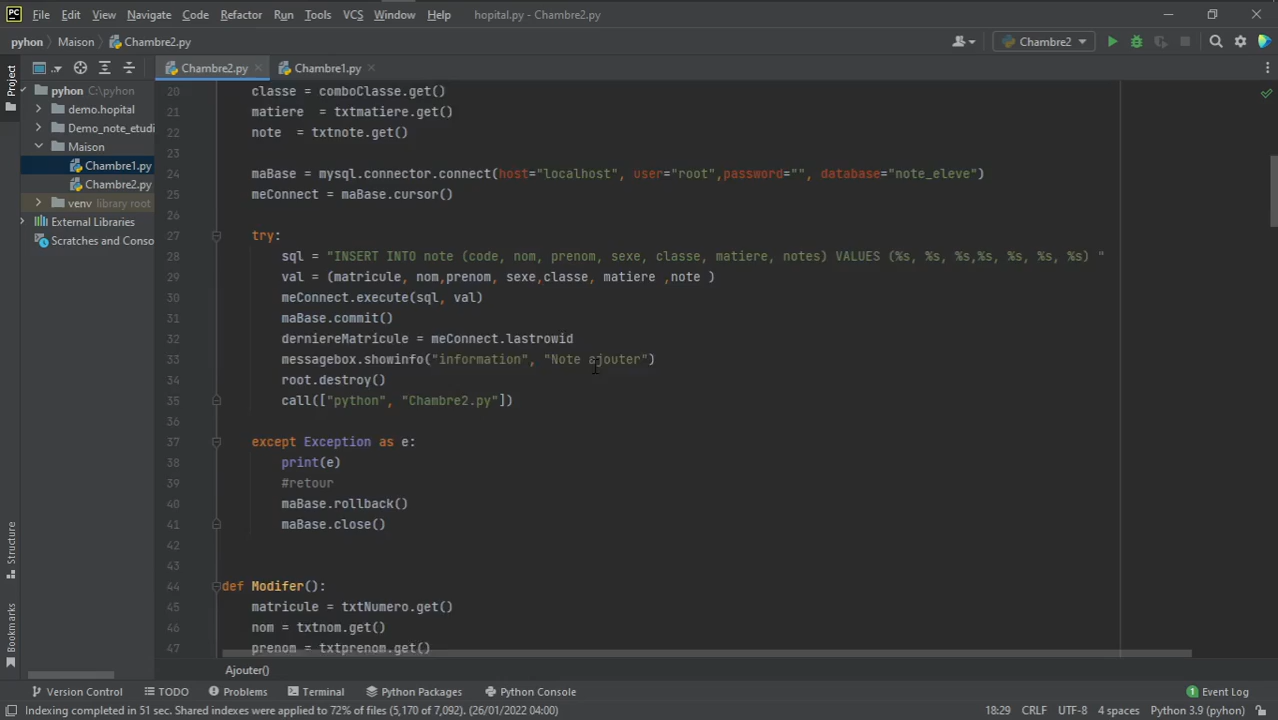 File Edit View Navigate Code Refactor Run Tools VCS Window Help hopital.py - Chambre2.py
pyhon Maison Chambre2.py Chambre2
Project
Chambre2.py Chambre1.py
pyhon C:\pyhon
demo.hopital
Demo_note_etudi
Maison
Chambre1.py
Chambre2.py
venv library root
External Libraries
Scratches and Conso
20 classe = comboClasse.get()
21 matiere  = txtmatiere.get()
22 note  = txtnote.get()
23
24 maBase = mysql.connector.connect(host="localhost", user="root",password="", database="note_eleve")
25 meConnect = maBase.cursor()
26
27 try:
28 sql = "INSERT INTO note (code, nom, prenom, sexe, classe, matiere, notes) VALUES (%s, %s, %s,%s, %s, %s, %s) "
29 val = (matricule, nom,prenom, sexe,classe, matiere ,note )
30 meConnect.execute(sql, val)
31 maBase.commit()
32 derniereMatricule = meConnect.lastrowid
33 messagebox.showinfo("information", "Note ajouter")
34 root.destroy()
35 call(["python", "Chambre2.py"])
36
37 except Exception as e:
38 print(e)
39 #retour
40 maBase.rollback()
41 maBase.close()
42
43
44 def Modifer():
45 matricule = txtNumero.get()
46 nom = txtnom.get()
47 prenom = txtprenom.get()
Ajouter()
Structure
Bookmarks
Version Control TODO Problems Terminal Python Packages Python Console 1 Event Log
Indexing completed in 51 sec. Shared indexes were applied to 72% of files (5,170 of 7,092). (26/01/2022 04:00) 18:29 CRLF UTF-8 4 spaces Python 3.9 (pyhon)